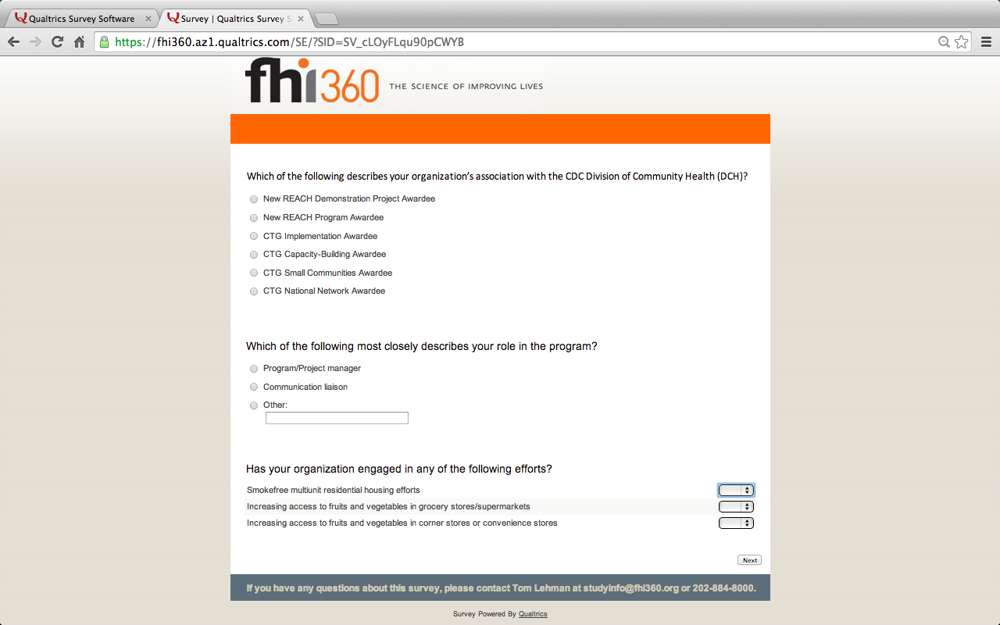 Qualtrics Survey Software
Survey | Qualtrics Survey S
https://fhi360.az1.qualtrics.com/SE/?SID=SV_cLOyFLqu90pCWYB
fhi360 THE SCIENCE OF IMPROVING LIVES
Which of the following describes your organization’s association with the CDC Division of Community Health (DCH)?
New REACH Demonstration Project Awardee
New REACH Program Awardee
CTG Implementation Awardee
CTG Capacity-Building Awardee
CTG Small Communities Awardee
CTG National Network Awardee
Which of the following most closely describes your role in the program?
Program/Project manager
Communication liaison
Other:
Has your organization engaged in any of the following efforts?
Smokefree multiunit residential housing efforts
Increasing access to fruits and vegetables in grocery stores/supermarkets
Increasing access to fruits and vegetables in corner stores or convenience stores
Next
If you have any questions about this survey, please contact Tom Lehman at studyinfo@fhi360.org or 202-884-8000.
Survey Powered By Qualtrics